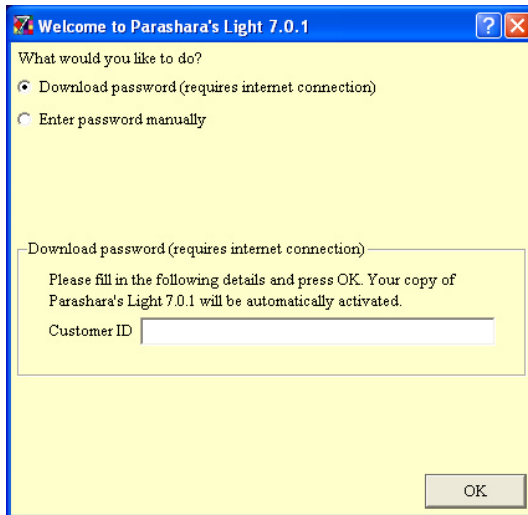 Welcome to Parashara's Light 7.0.1
What would you like to do?
Download password (requires internet connection)
Enter password manually
Download password (requires internet connection)
Please fill in the following details and press OK. Your copy of
Parashara's Light 7.0.1 will be automatically activated.
Customer ID
OK